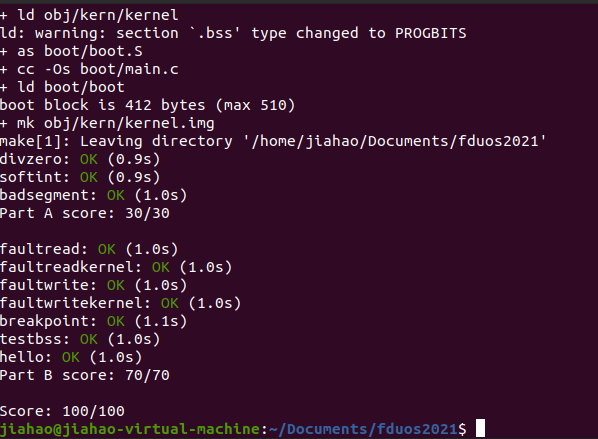 + ld obj/kern/kernel
ld: warning: section `.bss' type changed to PROGBITS
+ as boot/boot.S
+ cc -Os boot/main.c
+ ld boot/boot
boot block is 412 bytes (max 510)
+ mk obj/kern/kernel.img
make[1]: Leaving directory '/home/jiahao/Documents/fduos2021'
divzero: OK (0.9s)
softint: OK (0.9s)
badsegment: OK (1.0s)
Part A score: 30/30

faultread: OK (1.0s)
faultreadkernel: OK (1.0s)
faultwrite: OK (1.0s)
faultwritekernel: OK (1.0s)
breakpoint: OK (1.1s)
testbss: OK (1.0s)
hello: OK (1.0s)
Part B score: 70/70

Score: 100/100
jiahao@jiahao-virtual-machine:~/Documents/fduos2021$